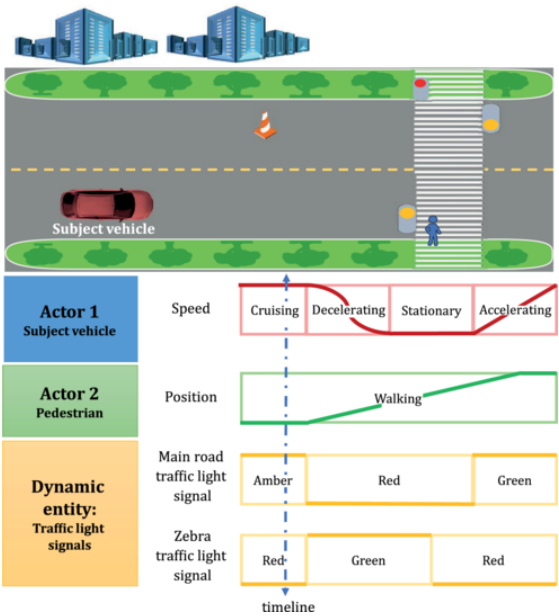 Subject vehicle
Actor 1
Subject vehicle
Speed
Cruising
Decelerating
Stationary
Accelerating
Actor 2
Pedestrian
Position
Walking
Dynamic
entity:
Traffic light
signals
Main road
traffic light
signal
Amber
Red
Green
Zebra
traffic light
signal
Red
Green
Red
timeline